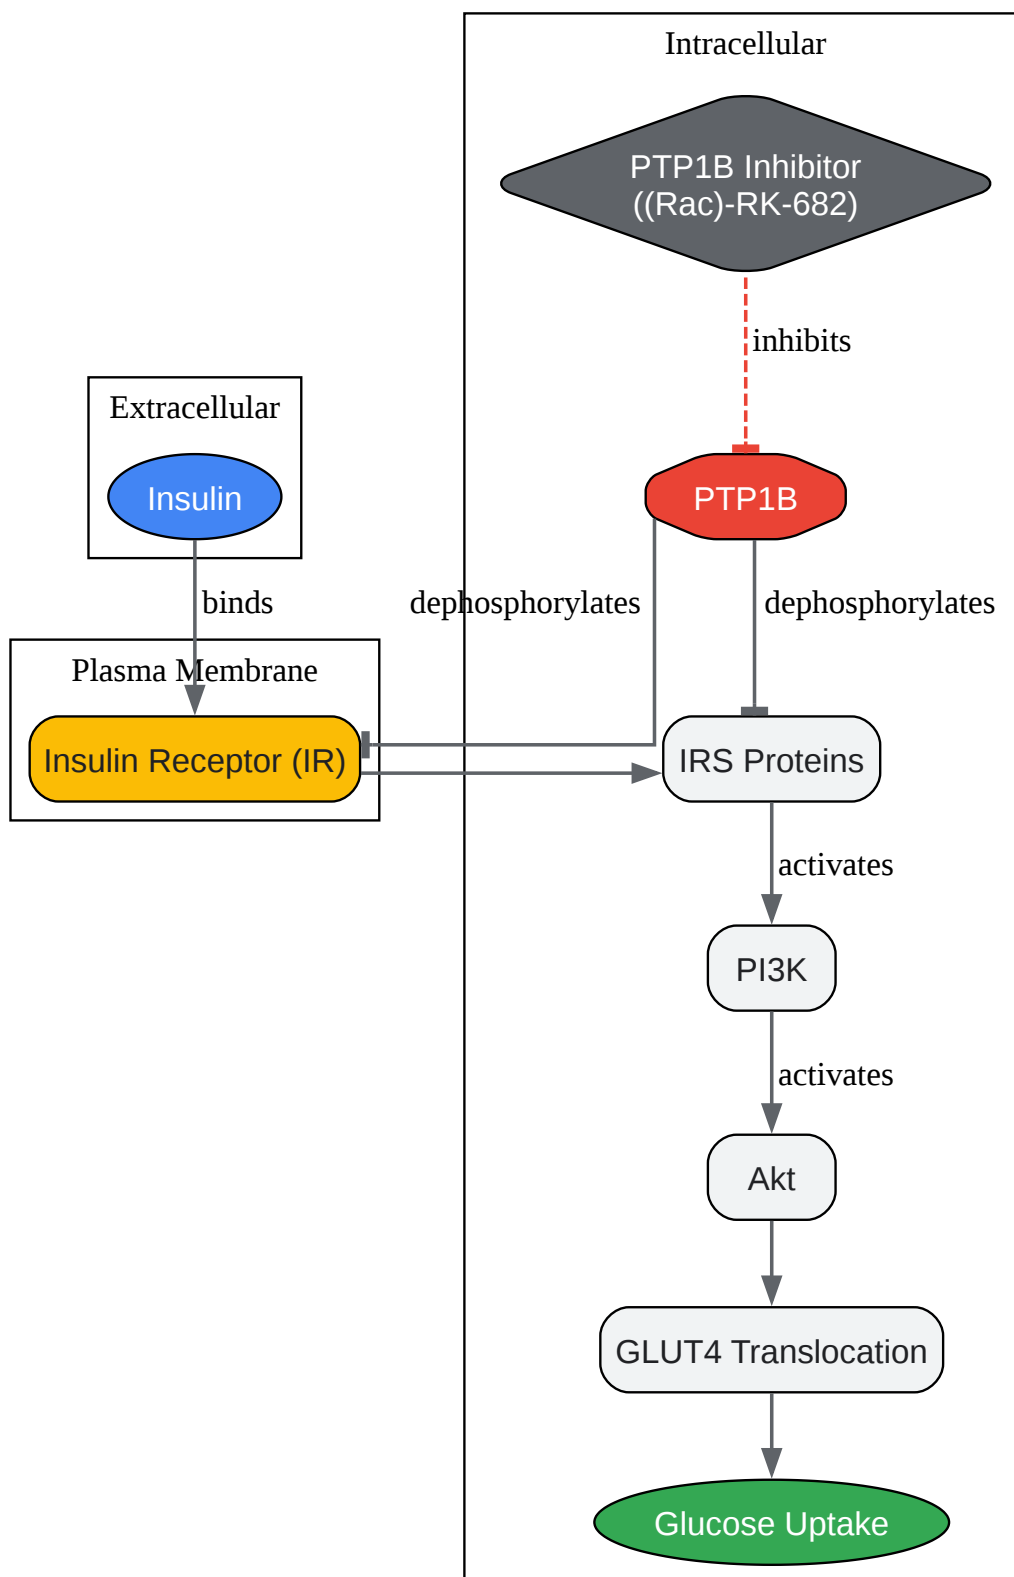 Intracellular
PTP1B Inhibitor
((Rac)-RK-682)
inhibits
Extracellular
Insulin
PTP1B
binds
dephosphorylates
dephosphorylates
Plasma Membrane
Insulin Receptor (IR)
IRS Proteins
activates
PI3K
activates
Akt
GLUT4 Translocation
Glucose Uptake